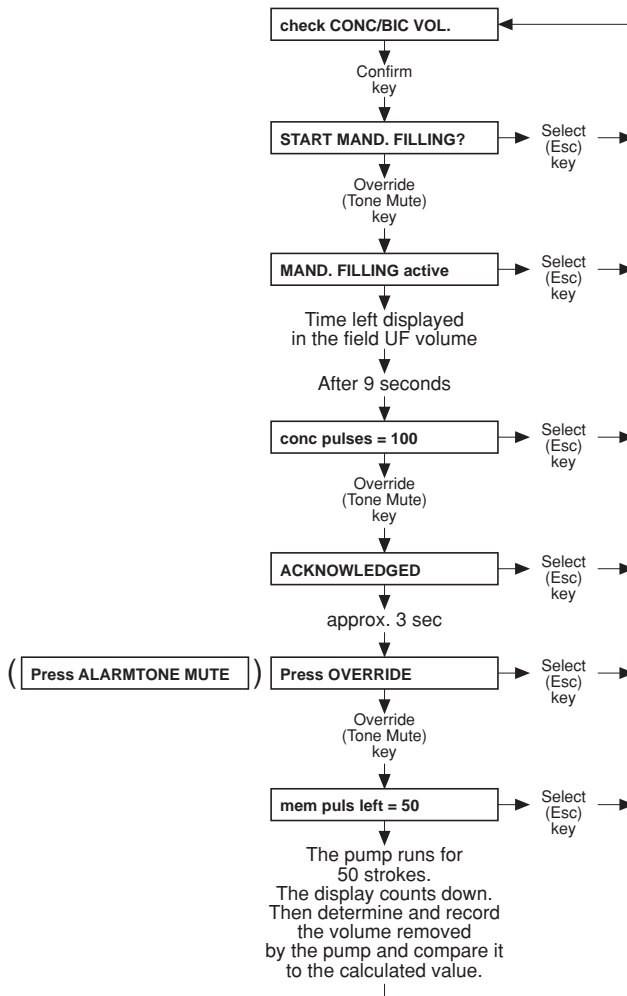 check CONC/BIC VOL.
Confirm
key
START MAND. FILLING?
Select
(Esc)
key
Override
(Tone Mute)
key
MAND. FILLING active
Select
(Esc)
key
Time left displayed
in the field UF volume
After 9 seconds
conc pulses = 100
Select
(Esc)
key
Override
(Tone Mute)
key
ACKNOWLEDGED
Select
(Esc)
key
approx. 3 sec
( Press ALARMTONE MUTE ) Press OVERRIDE
Select
(Esc)
key
Override
(Tone Mute)
key
mem puls left = 50
Select
(Esc)
key
The pump runs for
50 strokes.
The display counts down.
Then determine and record
the volume removed
by the pump and compare it
to the calculated value.